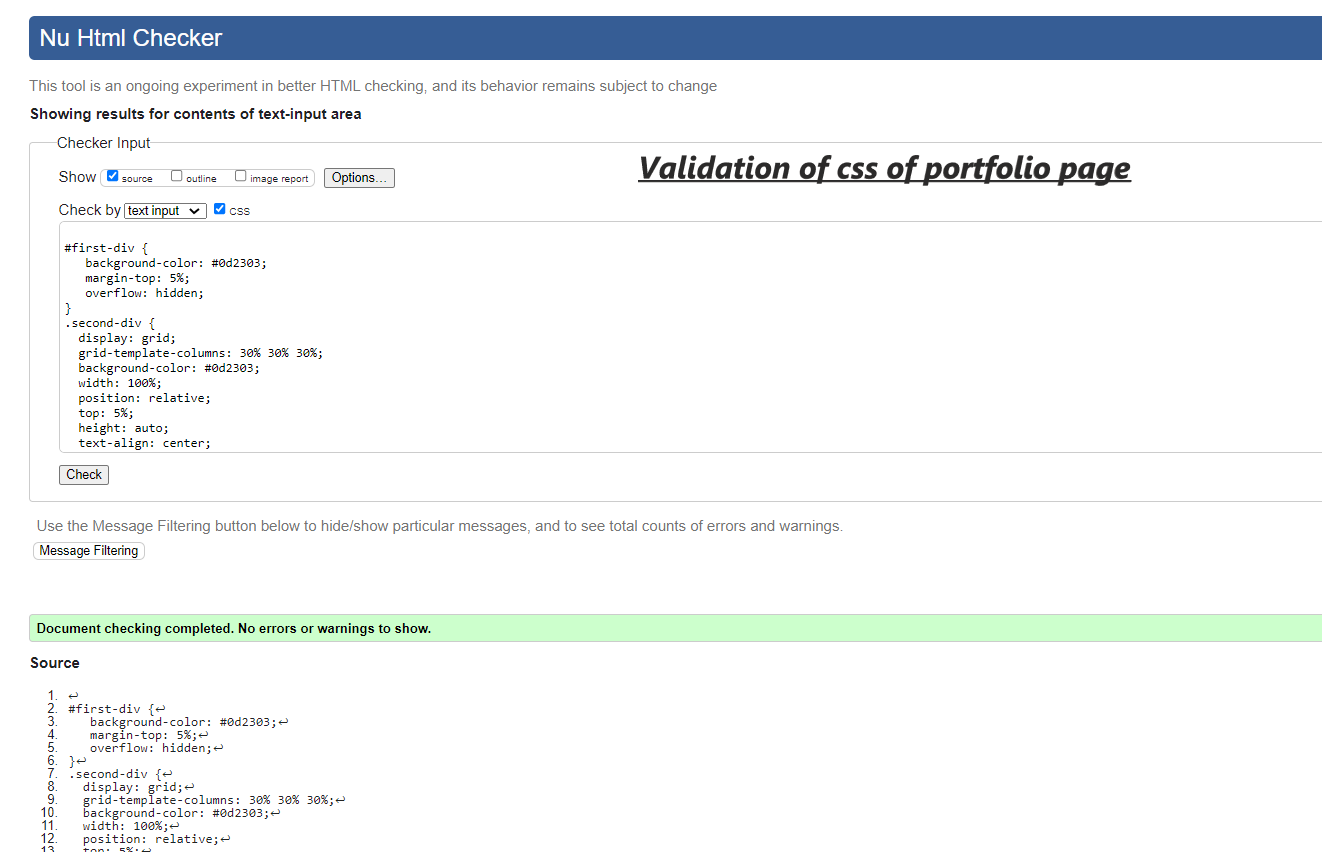 Nu Html Checker
This tool is an ongoing experiment in better HTML checking, and its behavior remains subject to change
Showing results for contents of text-input area
Checker Input
Validation of css of portfolio page
Show source outline image report Options...
Check by text input css
#first-div {
background-color: #0d2303;
margin-top: 5%;
overflow: hidden;
}
.second-div {
display: grid;
grid-template-columns: 30% 30% 30%;
background-color: #0d2303;
width: 100%;
position: relative;
top: 5%;
height: auto;
text-align: center;
Check
Use the Message Filtering button below to hide/show particular messages, and to see total counts of errors and warnings.
Message Filtering
Document checking completed. No errors or warnings to show.
Source
1. ↩
2. #first-div {↩
3. background-color: #0d2303;↩
4. margin-top: 5%;↩
5. overflow: hidden;↩
6. }↩
7. .second-div {↩
8. display: grid;↩
9. grid-template-columns: 30% 30% 30%;↩
10. background-color: #0d2303;↩
11. width: 100%;↩
12. position: relative;↩
13. top: 5%;↩